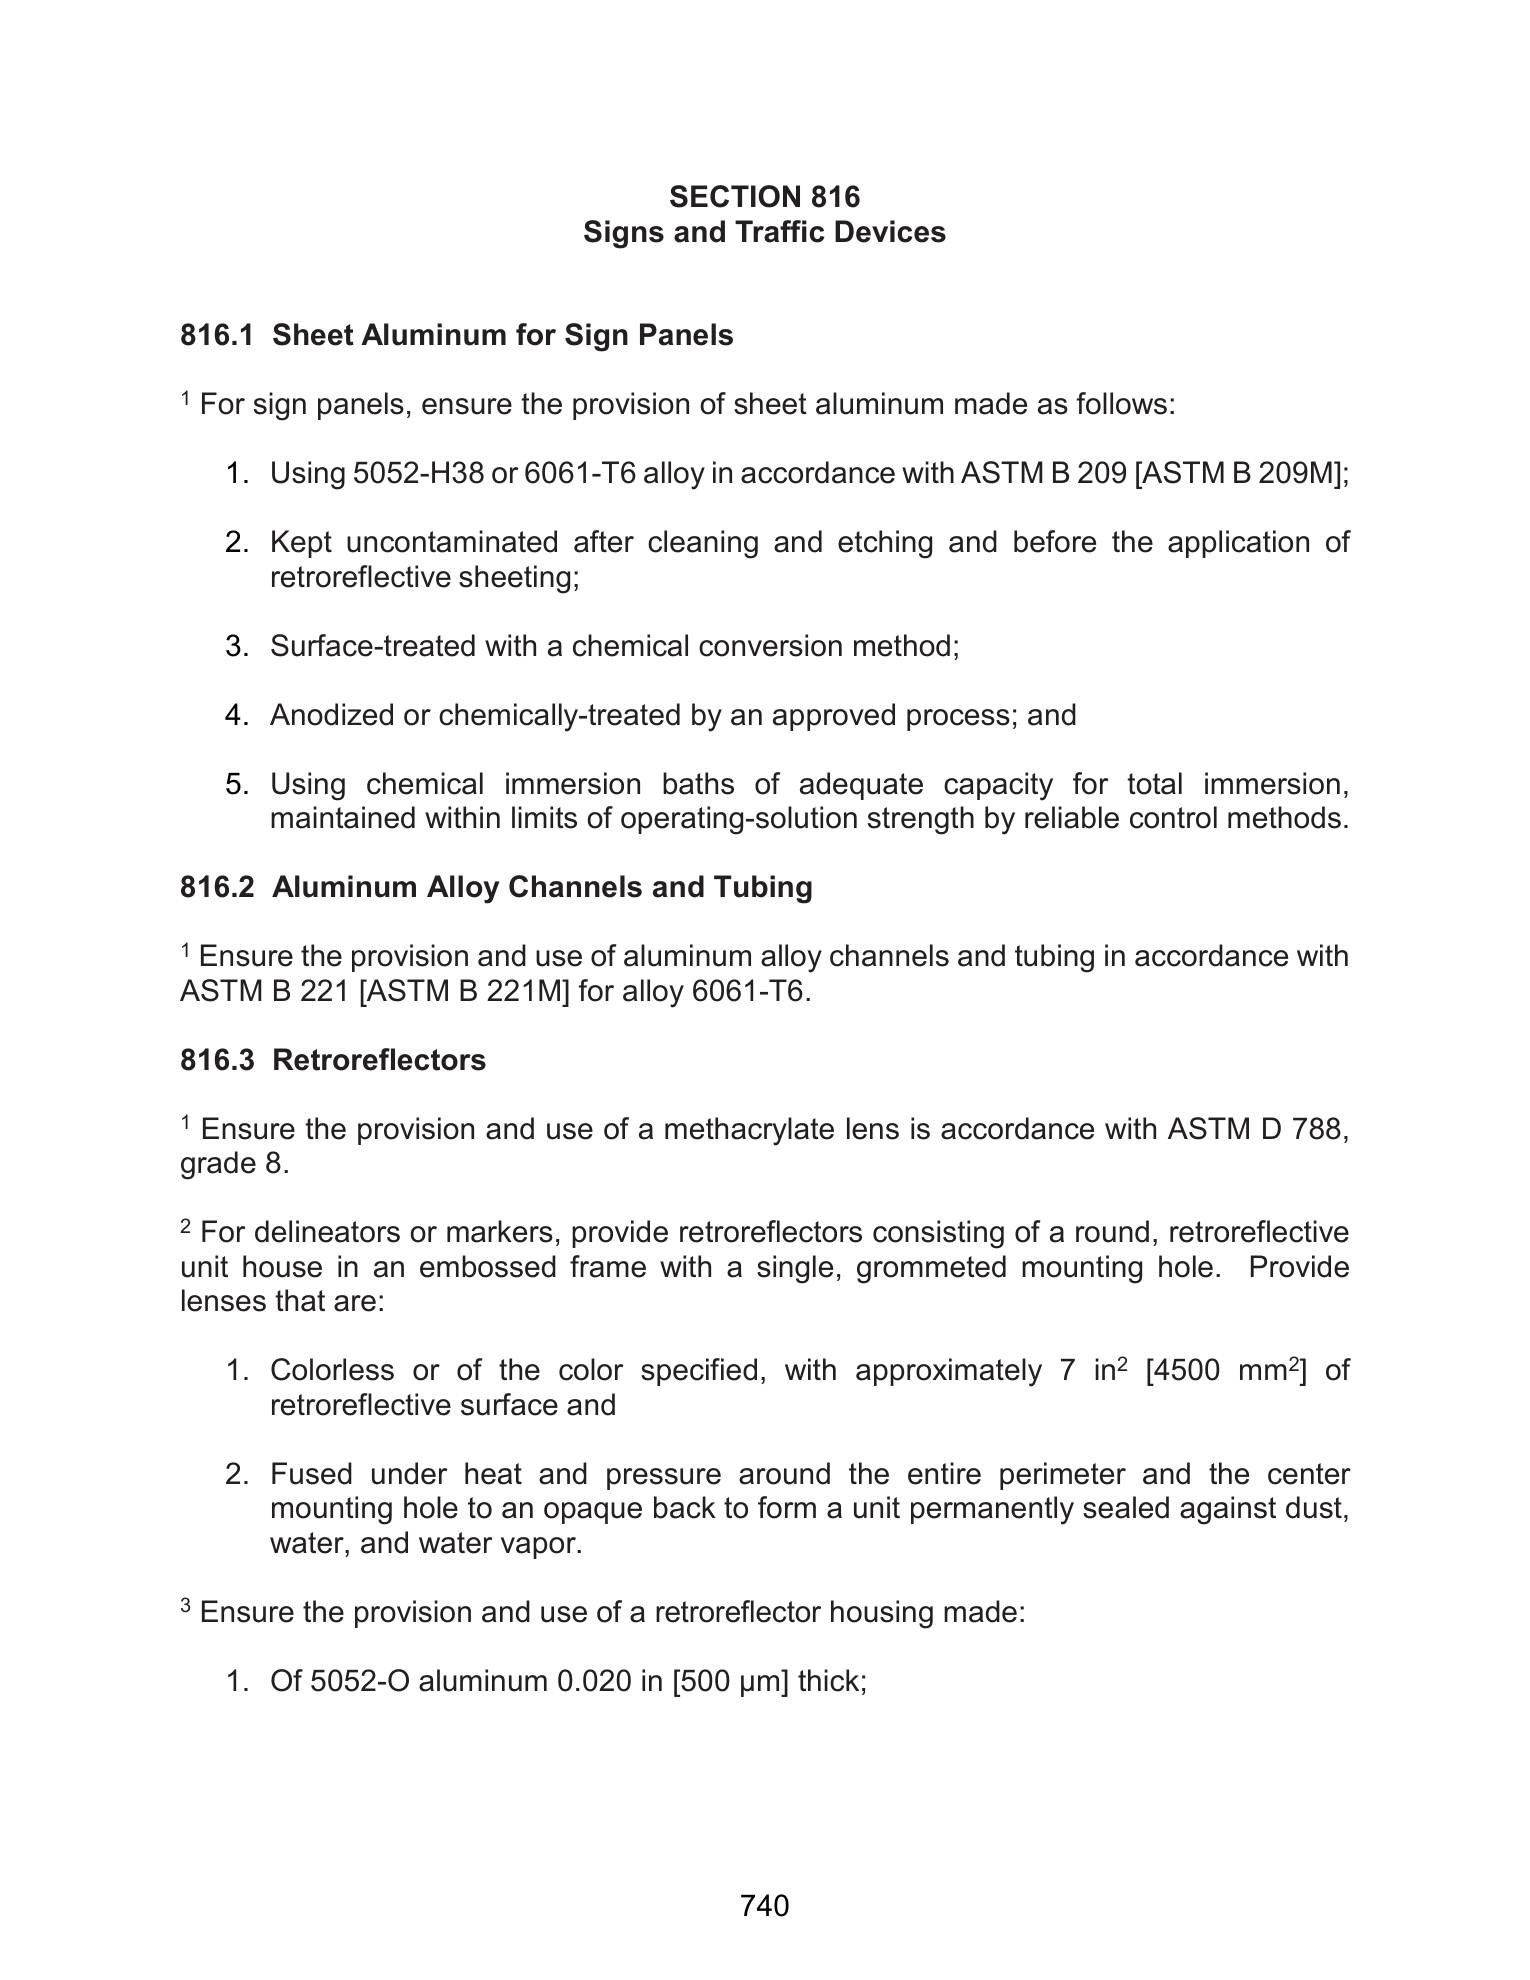 SECTION 816
Signs and Traffic Devices
816.1 Sheet Aluminum for Sign Panels
1 For sign panels, ensure the provision of sheet aluminum made as follows:
1. Using 5052-H38 or 6061-T6 alloy in accordance with ASTM B 209 [ASTM B 209M];
2. Kept uncontaminated after cleaning and etching and before the application of
retroreflective sheeting;
3. Surface-treated with a chemical conversion method;
4. Anodized or chemically-treated by an approved process; and
5. Using chemical immersion baths of adequate capacity for total immersion,
maintained within limits of operating-solution strength by reliable control methods.
816.2 Aluminum Alloy Channels and Tubing
1 Ensure the provision and use of aluminum alloy channels and tubing in accordance with
ASTM B 221 [ASTM B 221M] for alloy 6061-T6.
816.3 Retroreflectors
1 Ensure the provision and use of a methacrylate lens is accordance with ASTM D 788,
grade 8.
2 For delineators or markers, provide retroreflectors consisting of a round, retroreflective
unit house in an embossed frame with a single, grommeted mounting hole. Provide
lenses that are:
1. Colorless or of the color specified, with approximately 7 in² [4500 mm²] of
retroreflective surface and
2. Fused under heat and pressure around the entire perimeter and the center
mounting hole to an opaque back to form a unit permanently sealed against dust,
water, and water vapor.
3 Ensure the provision and use of a retroreflector housing made:
1. Of 5052-O aluminum 0.020 in [500 µm] thick;
740